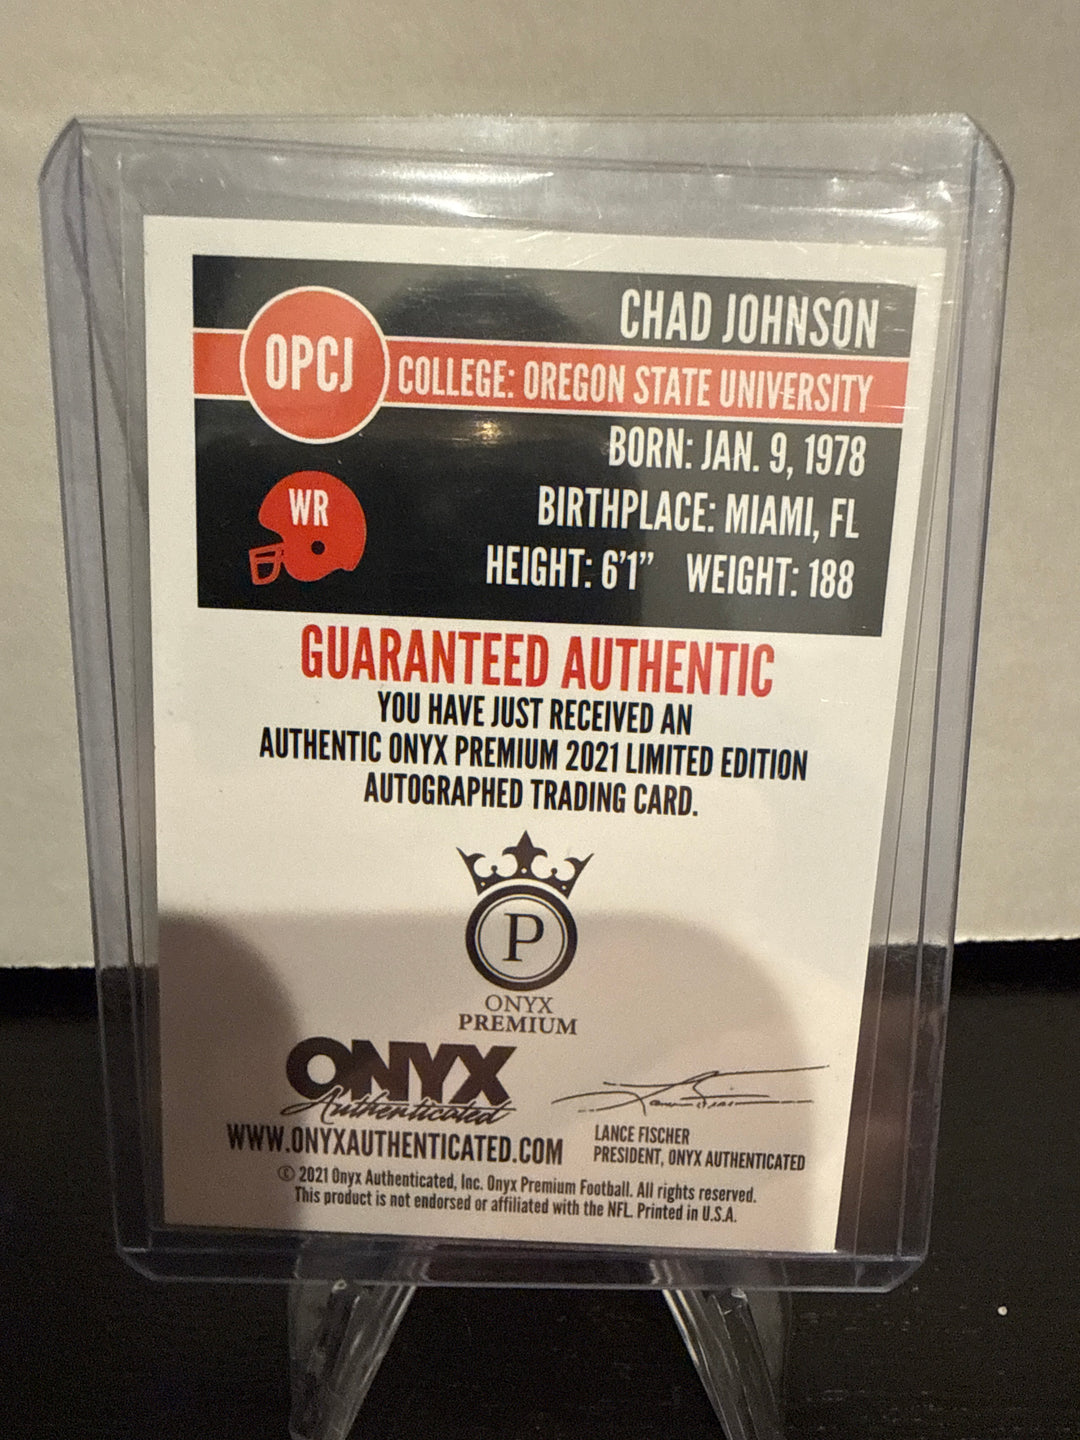 OPCJ
CHAD JOHNSON
COLLEGE: OREGON STATE UNIVERSITY
BORN: JAN. 9, 1978
WR
BIRTHPLACE: MIAMI, FL
HEIGHT: 6'1” WEIGHT: 188
GUARANTEED AUTHENTIC
YOU HAVE JUST RECEIVED AN
AUTHENTIC ONYX PREMIUM 2021 LIMITED EDITION
AUTOGRAPHED TRADING CARD.
P
ONYX
PREMIUM
ONYX
Authenticated
WWW.ONYXAUTHENTICATED.COM
LANCE FISCHER
PRESIDENT, ONYX AUTHENTICATED
© 2021 Onyx Authenticated, Inc. Onyx Premium Football. All rights reserved.
This product is not endorsed or affiliated with the NFL. Printed in U.S.A.